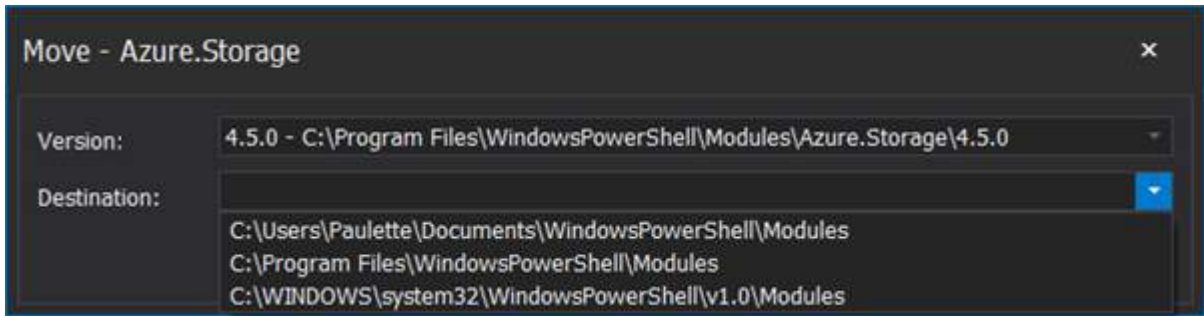 Move - Azure.Storage
Version: 4.5.0 - C:\Program Files\WindowsPowerShell\Modules\Azure.Storage\4.5.0
Destination:
C:\Users\Paulette\Documents\WindowsPowerShell\Modules
C:\Program Files\WindowsPowerShell\Modules
C:\WINDOWS\system32\WindowsPowerShell\v1.0\Modules